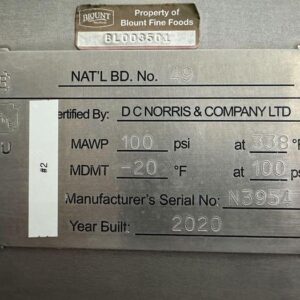 BLOUNT
Property of
Blount Fine Foods
BL003501
NAT'L BD. No. 49
ertified By: D C NORRIS & COMPANY LTD
MAWP 100 psi at 338 °F
MDMT -20 °F at 100 psi
#2
Manufacturer's Serial No: N3954
Year Built: 2020
U